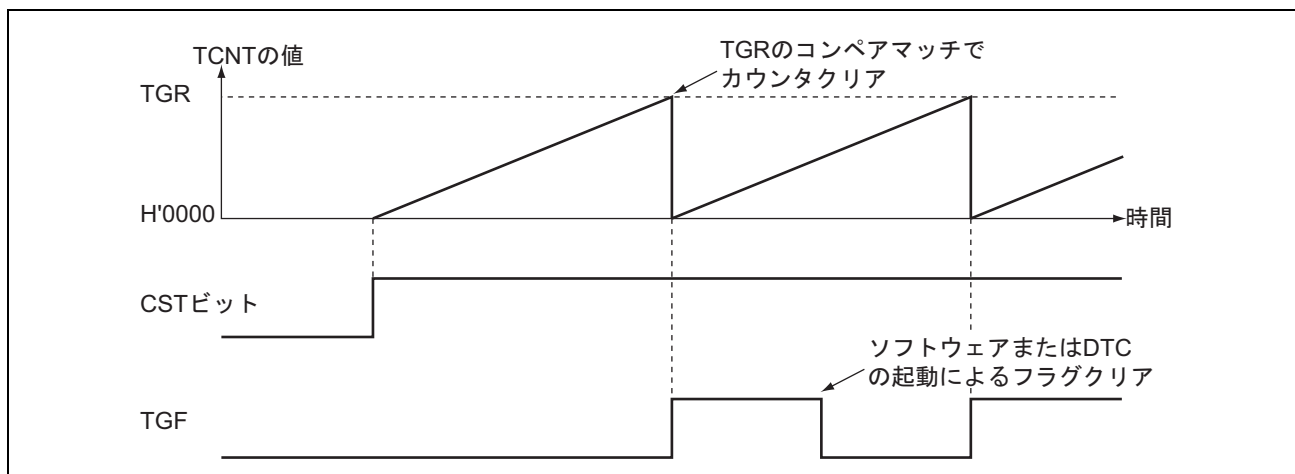 TCNTの値
TGRのコンペアマッチで
カウンタクリア
TGR
H'0000
時間
CSTビット
ソフトウェアまたはDTC
の起動によるフラグクリア
TGF